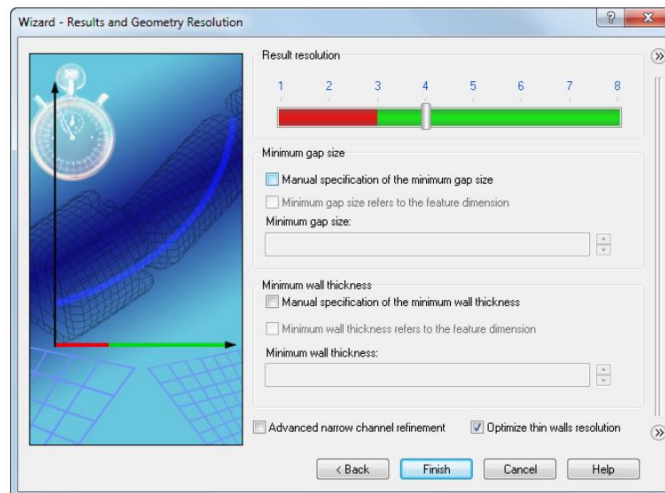 Wizard - Results and Geometry Resolution
Result resolution
1 2 3 4 5 6 7 8
Minimum gap size
Manual specification of the minimum gap size
Minimum gap size refers to the feature dimension
Minimum gap size:
Minimum wall thickness
Manual specification of the minimum wall thickness
Minimum wall thickness refers to the feature dimension
Minimum wall thickness:
Advanced narrow channel refinement Optimize thin walls resolution
< Back Finish Cancel Help